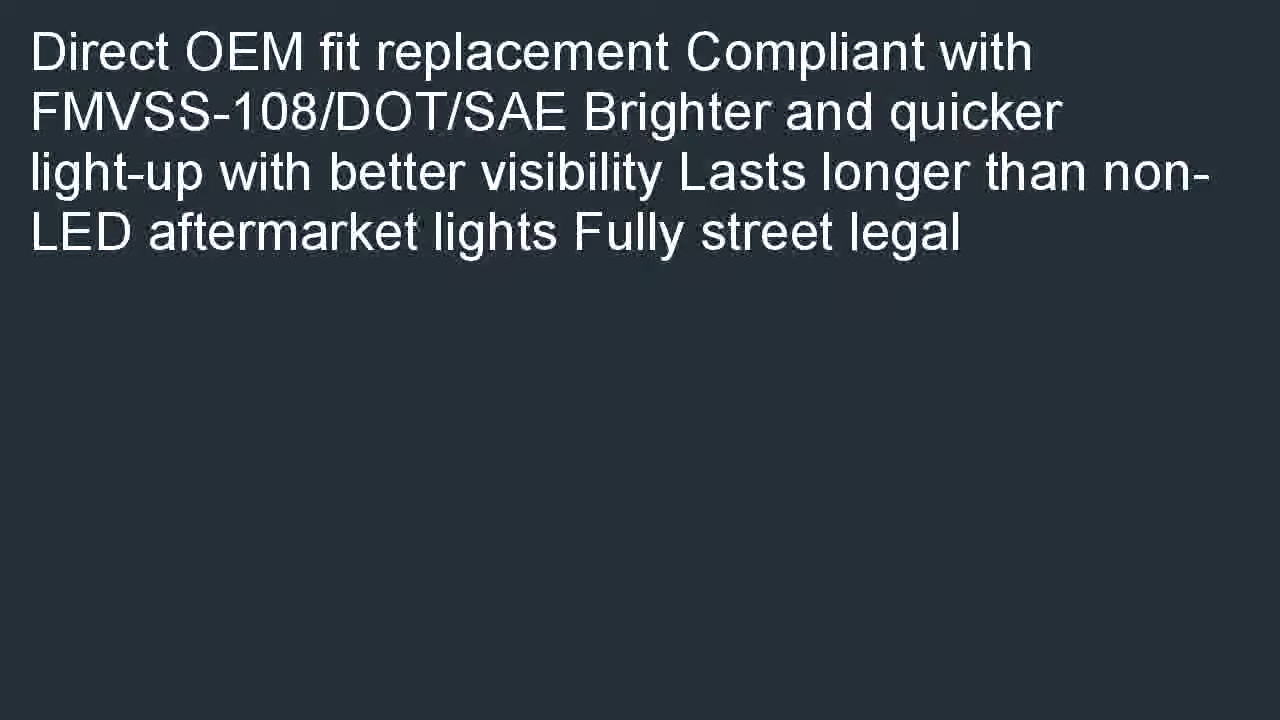 Direct OEM fit replacement Compliant with
FMVSS-108/DOT/SAE Brighter and quicker
light-up with better visibility Lasts longer than non-
LED aftermarket lights Fully street legal